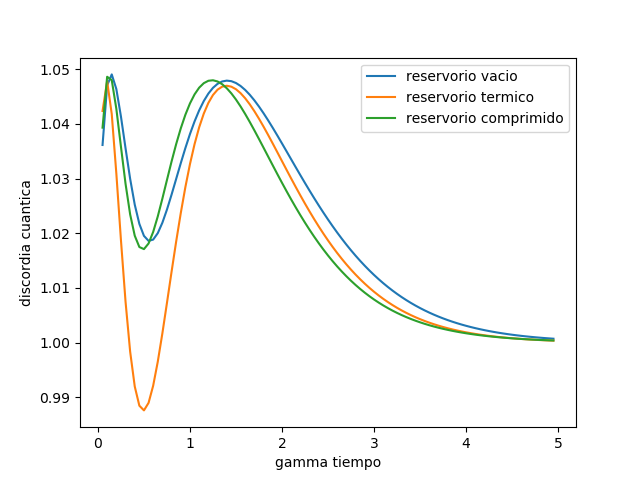 1.05
1.04
1.03
1.02
1.01
1.00
0.99
discordia cuantica
reservorio vacio
reservorio termico
reservorio comprimido
0 1 2 3 4 5
gamma tiempo